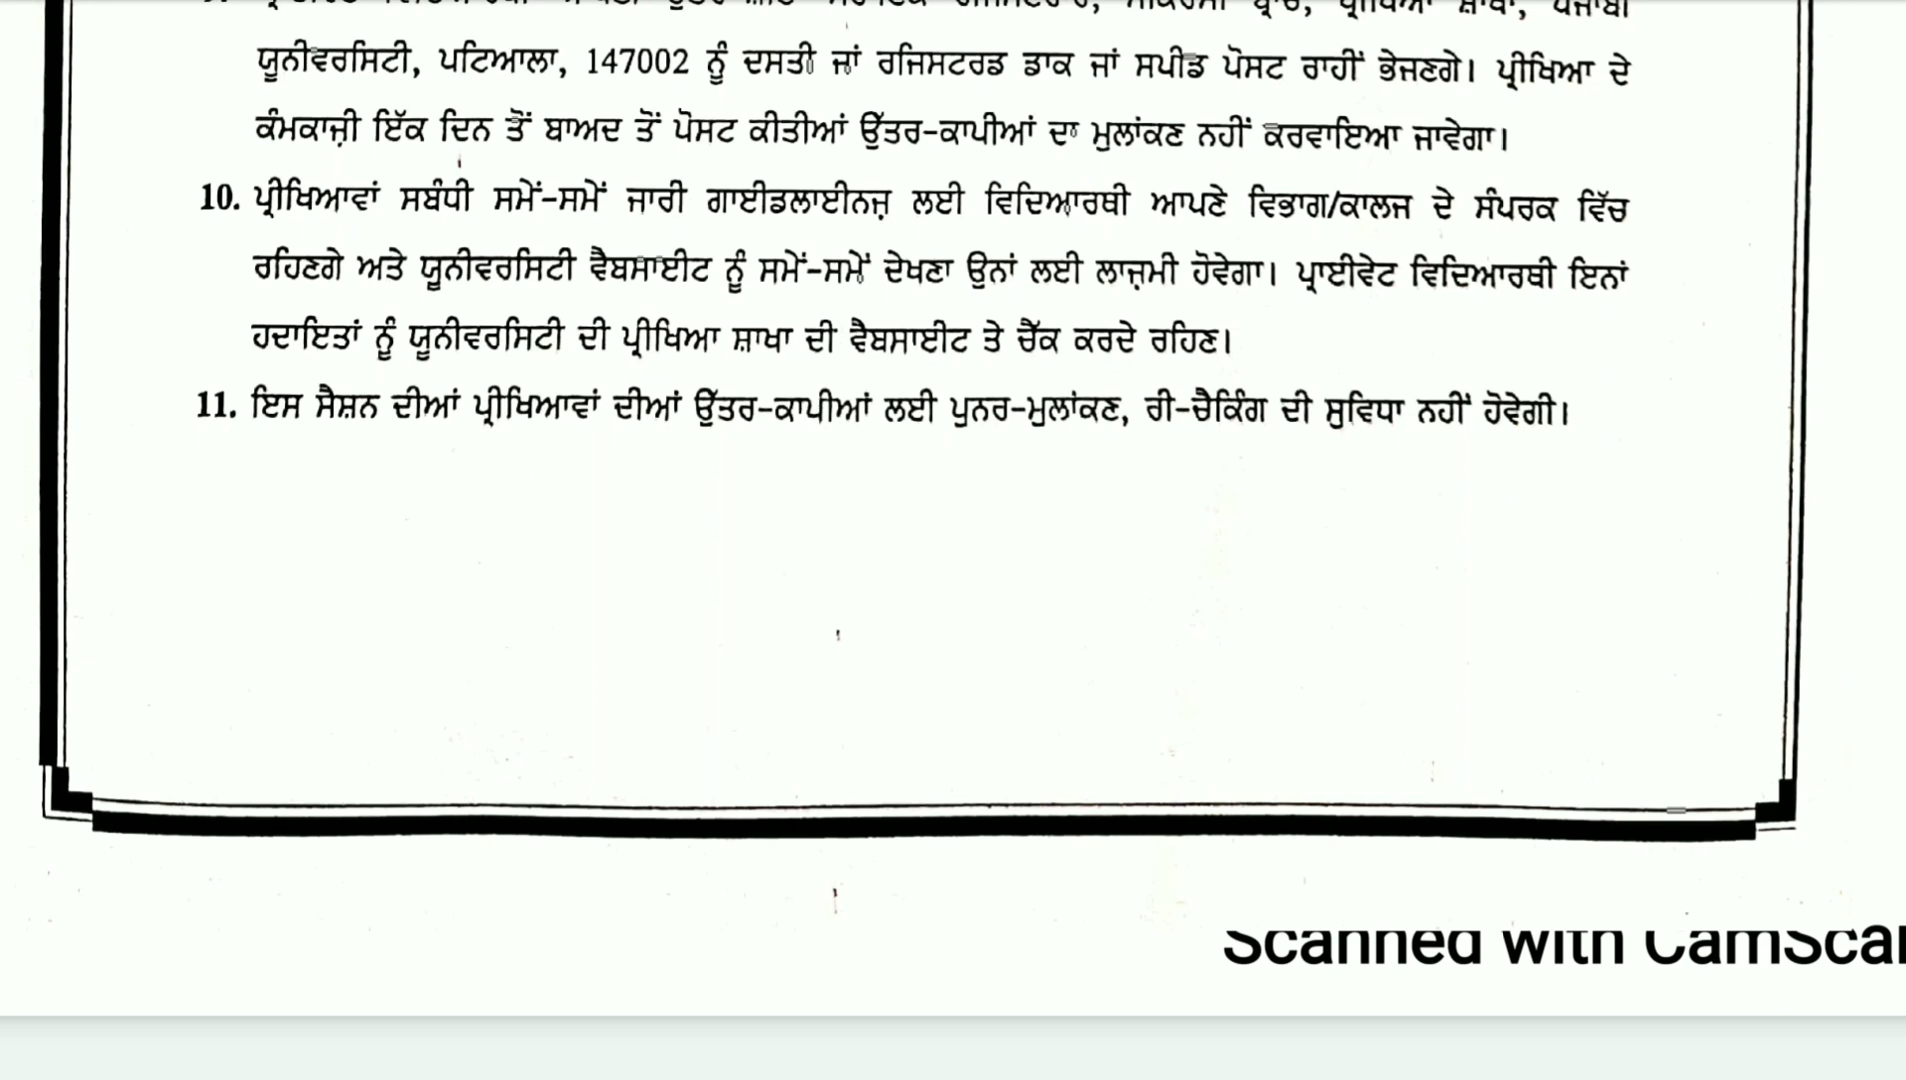 ਯੂਨੀਵਰਸਿਟੀ, ਪਟਿਆਲਾ, 147002 ਨੂੰ ਦਸਤੀ ਜਾਂ ਰਜਿਸਟਰਡ ਡਾਕ ਜਾਂ ਸਪੀਡ ਪੋਸਟ ਰਾਹੀਂ ਭੇਜਣਗੇ। ਪ੍ਰੀਖਿਆ ਦੇ
ਕੰਮਕਾਜ਼ੀ ਇੱਕ ਦਿਨ ਤੋਂ ਬਾਅਦ ਤੋਂ ਪੋਸਟ ਕੀਤੀਆਂ ਉੱਤਰ-ਕਾਪੀਆਂ ਦਾ ਮੁਲਾਂਕਣ ਨਹੀਂ ਕਰਵਾਇਆ ਜਾਵੇਗਾ।
10. ਪ੍ਰੀਖਿਆਵਾਂ ਸਬੰਧੀ ਸਮੇਂ-ਸਮੇਂ ਜਾਰੀ ਗਾਈਡਲਾਈਨਜ਼ ਲਈ ਵਿਦਿਆਰਥੀ ਆਪਣੇ ਵਿਭਾਗ/ਕਾਲਜ ਦੇ ਸੰਪਰਕ ਵਿੱਚ
ਰਹਿਣਗੇ ਅਤੇ ਯੂਨੀਵਰਸਿਟੀ ਵੈਬਸਾਈਟ ਨੂੰ ਸਮੇਂ-ਸਮੇਂ ਦੇਖਣਾ ਉਨਾਂ ਲਈ ਲਾਜ਼ਮੀ ਹੋਵੇਗਾ। ਪ੍ਰਾਈਵੇਟ ਵਿਦਿਆਰਥੀ ਇਨਾਂ
ਹਦਾਇਤਾਂ ਨੂੰ ਯੂਨੀਵਰਸਿਟੀ ਦੀ ਪ੍ਰੀਖਿਆ ਸ਼ਾਖਾ ਦੀ ਵੈਬਸਾਈਟ ਤੇ ਚੈੱਕ ਕਰਦੇ ਰਹਿਣ।
11. ਇਸ ਸੈਸ਼ਨ ਦੀਆਂ ਪ੍ਰੀਖਿਆਵਾਂ ਦੀਆਂ ਉੱਤਰ-ਕਾਪੀਆਂ ਲਈ ਪੁਨਰ-ਮੁਲਾਂਕਣ, ਰੀ-ਚੈਕਿੰਗ ਦੀ ਸੁਵਿਧਾ ਨਹੀਂ ਹੋਵੇਗੀ।
Scanned with CamScan